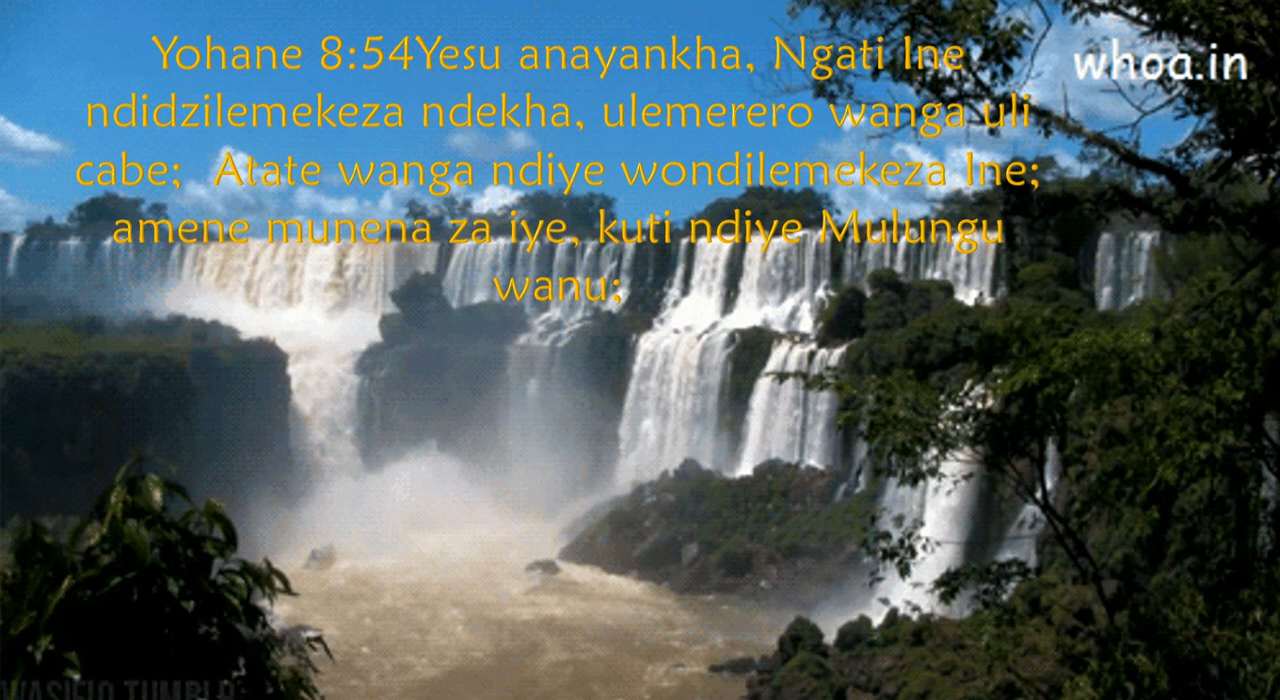 Yohane 8:54Yesu anayankha, Ngati Ine
whoa.in
ndidzilemekeza ndekha, ulemerero wanga uli
cabe;  Atate wanga ndiye wondilemekeza Ine;
amene munena za iye, kuti ndiye Mulungu
wanu;